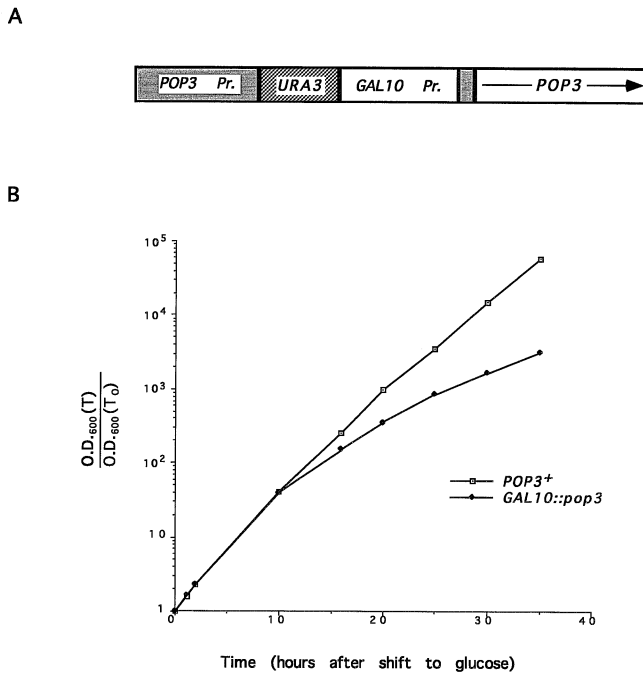 A
POP3 Pr. URA3 GAL10 Pr. POP3
B
10^5
10^4
10^3
10^2
10
1
O.D.600(T)
O.D.600(T0)
POP3+
GAL10::pop3
0 10 20 30 40
Time (hours after shift to glucose)